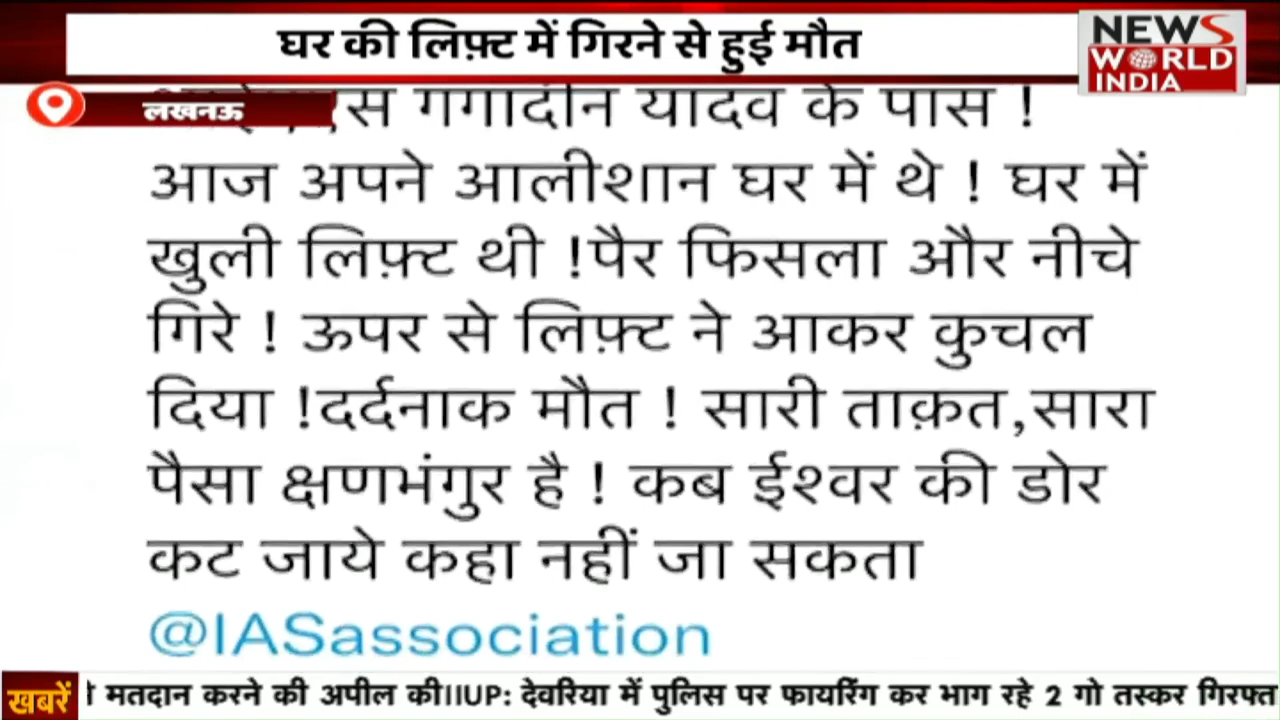 घर की लिफ़्ट में गिरने से हुई मौत
NEWS
WORLD
INDIA
लखनऊ
गंगादीन यादव के पास !
आज अपने आलीशान घर में थे ! घर में
खुली लिफ़्ट थी !पैर फिसला और नीचे
गिरे ! ऊपर से लिफ़्ट ने आकर कुचल
दिया !दर्दनाक मौत ! सारी ताक़त,सारा
पैसा क्षणभंगुर है ! कब ईश्वर की डोर
कट जाये कहा नहीं जा सकता
@IASassociation
खबरें
मतदान करने की अपील की।।UP: देवरिया में पुलिस पर फायरिंग कर भाग रहे 2 गो तस्कर